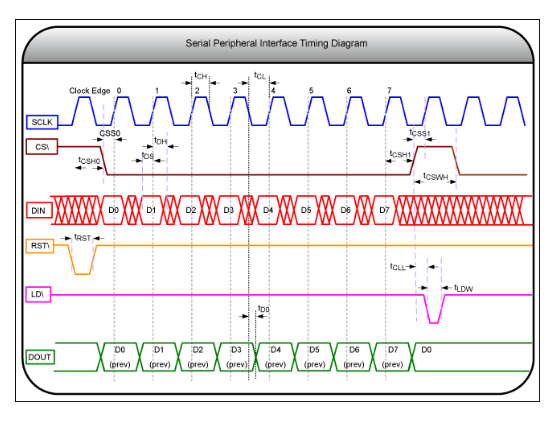 Serial Peripheral Interface Timing Diagram
tCH tCL
Clock Edge 0 1 2 3 4 5 6 7
SCLK
CSS0 tCSS1
CS\ tDH
tDS tCSH1
tCSH0
tCSWH
DIN D0 D1 D2 D3 D4 D5 D6 D7
tRST
RST\
tCLL
tLDW
LD\
tD0
DOUT D0 D1 D2 D3 D4 D5 D6 D7 D0
(prev) (prev) (prev) (prev) (prev) (prev) (prev) (prev)